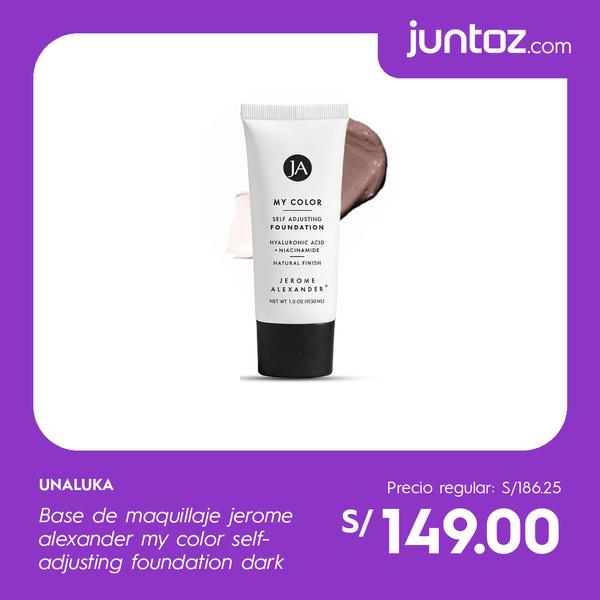 juntoz.com
JA
MY COLOR
SELF ADJUSTING
FOUNDATION
HYALURONIC ACID
+ NIACINAMIDE
NATURAL FINISH
JEROME
ALEXANDER®
NET WT 1.0 OZ (℮30ML)
UNALUKA
Base de maquillaje jerome
alexander my color self-
adjusting foundation dark
Precio regular: S/186.25
S/149.00